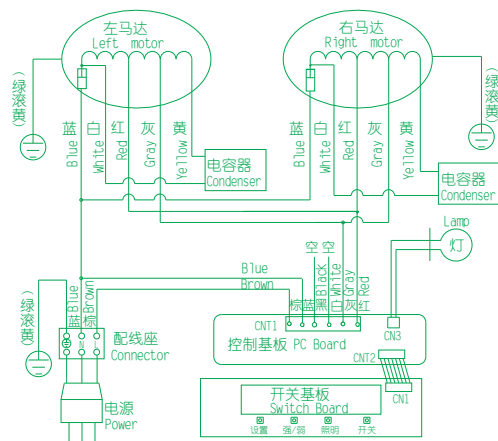 左马达
Left motor
右马达
Right motor
(绿滚黄)
(绿滚黄)
蓝 白 红 灰 黄
Blue White Red Gray Yellow
蓝 白 红 灰 黄
Blue White Red Gray Yellow
电容器
Condenser
电容器
Condenser
Lamp
灯
空 空
Black White Gray Red
Blue
Brown
棕 蓝 黑 白 灰 红
(绿滚黄)
Blue Brown
蓝 棕
N L
配线座
Connector
CNT1
控制基板 PC Board
CN3
CNT2
CN1
开关基板
Switch Board
设置 强/弱 照明 开关
电源
Power